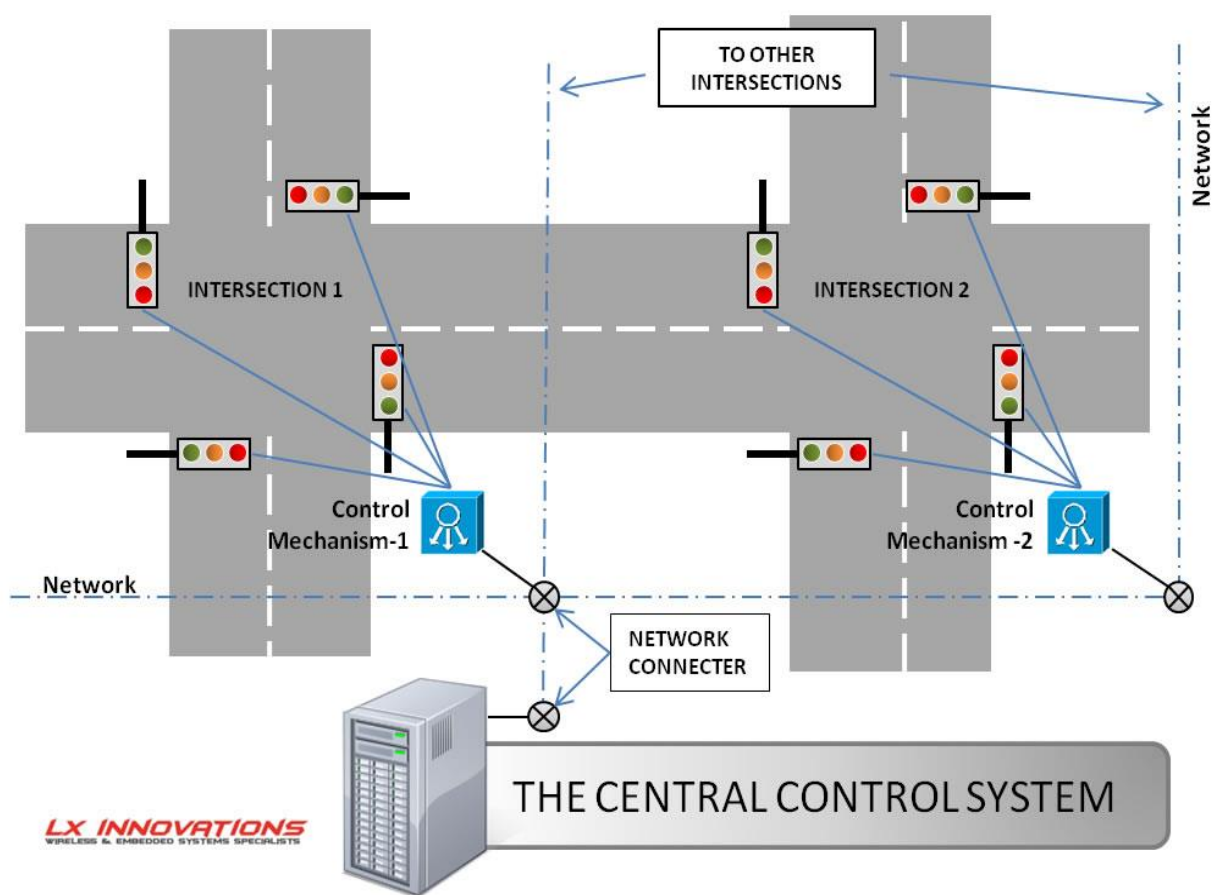 TO OTHER
INTERSECTIONS
Network
INTERSECTION 1
INTERSECTION 2
Control
Mechanism-1
Control
Mechanism -2
Network
NETWORK
CONNECTER
THE CENTRAL CONTROL SYSTEM
LX INNOVATIONS
WIRELESS & EMBEDDED SYSTEMS SPECIALISTS